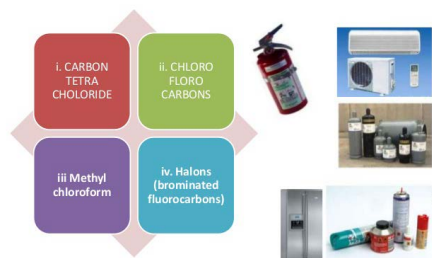 i. CARBON
TETRA
CHOLORIDE
ii. CHLORO
FLORO
CARBONS
iii Methyl
chloroform
iv. Halons
(brominated
fluorocarbons)